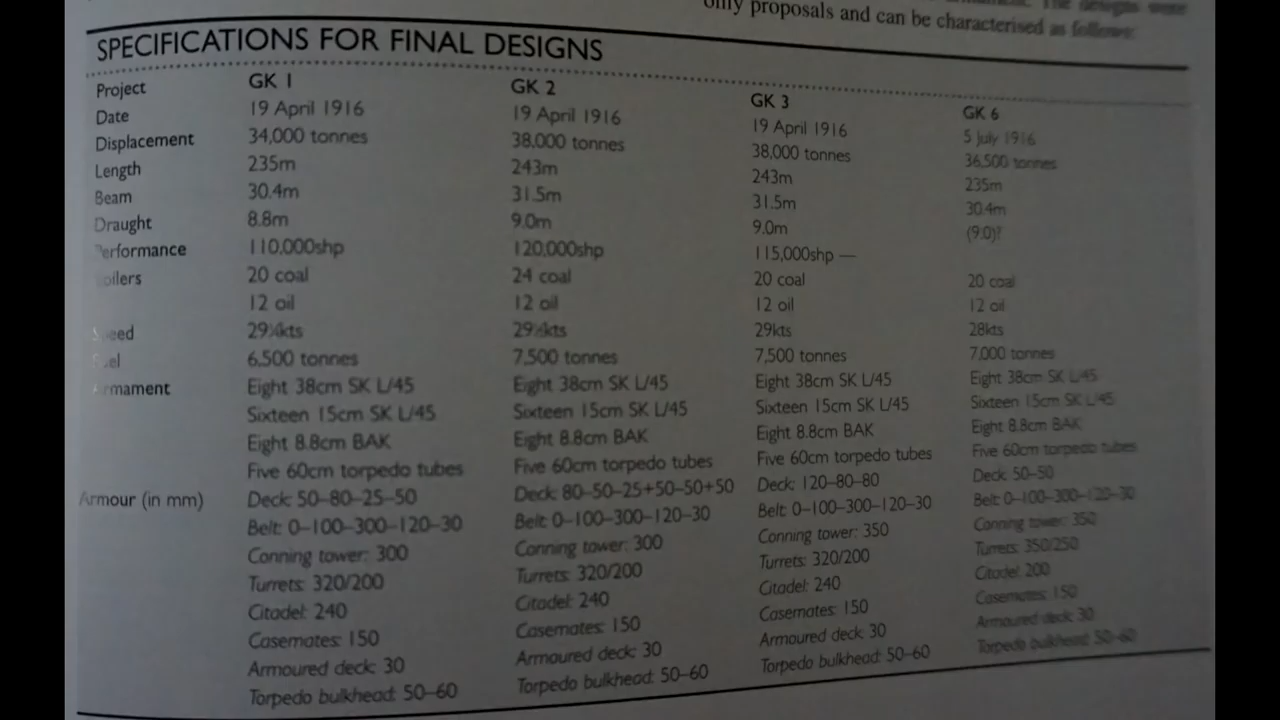 only proposals and can be characterised as follows:
SPECIFICATIONS FOR FINAL DESIGNS
Project GK 1 GK 2 GK 3 GK 6
Date 19 April 1916 19 April 1916 19 April 1916 5 July 1916
Displacement 34,000 tonnes 38,000 tonnes 38,000 tonnes 36,500 tonnes
Length 235m 243m 243m 235m
Beam 30.4m 31.5m 31.5m 30.4m
Draught 8.8m 9.0m 9.0m (9.0)?
Performance 110,000shp 120,000shp 115,000shp —
oilers 20 coal 24 coal 20 coal 20 coal
12 oil 12 oil 12 oil 12 oil
eed kts kts 29kts 28kts
el 6,500 tonnes 7,500 tonnes 7,500 tonnes 7,000 tonnes
rmament Eight 38cm SK L/45 Eight 38cm SK L/45 Eight 38cm SK L/45 Eight 38cm SK L/45
Sixteen 15cm SK L/45 Sixteen 15cm SK L/45 Sixteen 15cm SK L/45 Sixteen 15cm SK L/45
Eight 8.8cm BAK Eight 8.8cm BAK Eight 8.8cm BAK Eight 8.8cm BAK
Five 60cm torpedo tubes Five 60cm torpedo tubes Five 60cm torpedo tubes Five 60cm torpedo tubes
Armour (in mm) Deck: 50–80–25–50 Deck: 80–50–25+50–50+50 Deck: 120–80–80 Deck: 50–50
Belt: 0–100–300–120–30 Belt: 0–100–300–120–30 Belt: 0–100–300–120–30 Belt: 0–100–300–120–30
Conning tower: 300 Conning tower: 300 Conning tower: 350 Conning tower: 350
Turrets: 320/200 Turrets: 320/200 Turrets: 320/200 Turrets: 350/250
Citadel: 240 Citadel: 240 Citadel: 240 Citadel: 200
Casemates: 150 Casemates: 150 Casemates: 150 Casemates: 150
Armoured deck: 30 Armoured deck: 30 Armoured deck: 30 Armoured deck: 30
Torpedo bulkhead: 50–60 Torpedo bulkhead: 50–60 Torpedo bulkhead: 50–60 Torpedo bulkhead: 50–60